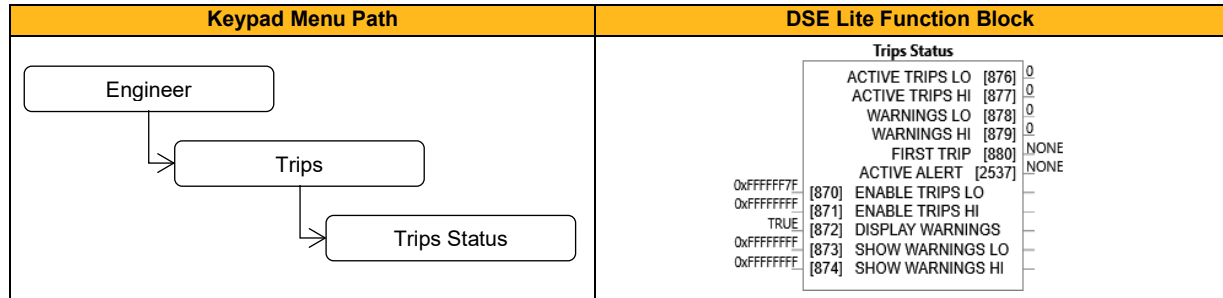 Keypad Menu Path
DSE Lite Function Block
Engineer
Trips
Trips Status
Trips Status
ACTIVE TRIPS LO [876] 0
ACTIVE TRIPS HI [877] 0
WARNINGS LO [878] 0
WARNINGS HI [879] 0
FIRST TRIP [880] NONE
ACTIVE ALERT [2537] NONE
0xFFFFFF7F [870] ENABLE TRIPS LO
0xFFFFFFFF [871] ENABLE TRIPS HI
TRUE [872] DISPLAY WARNINGS
0xFFFFFFFF [873] SHOW WARNINGS LO
0xFFFFFFFF [874] SHOW WARNINGS HI